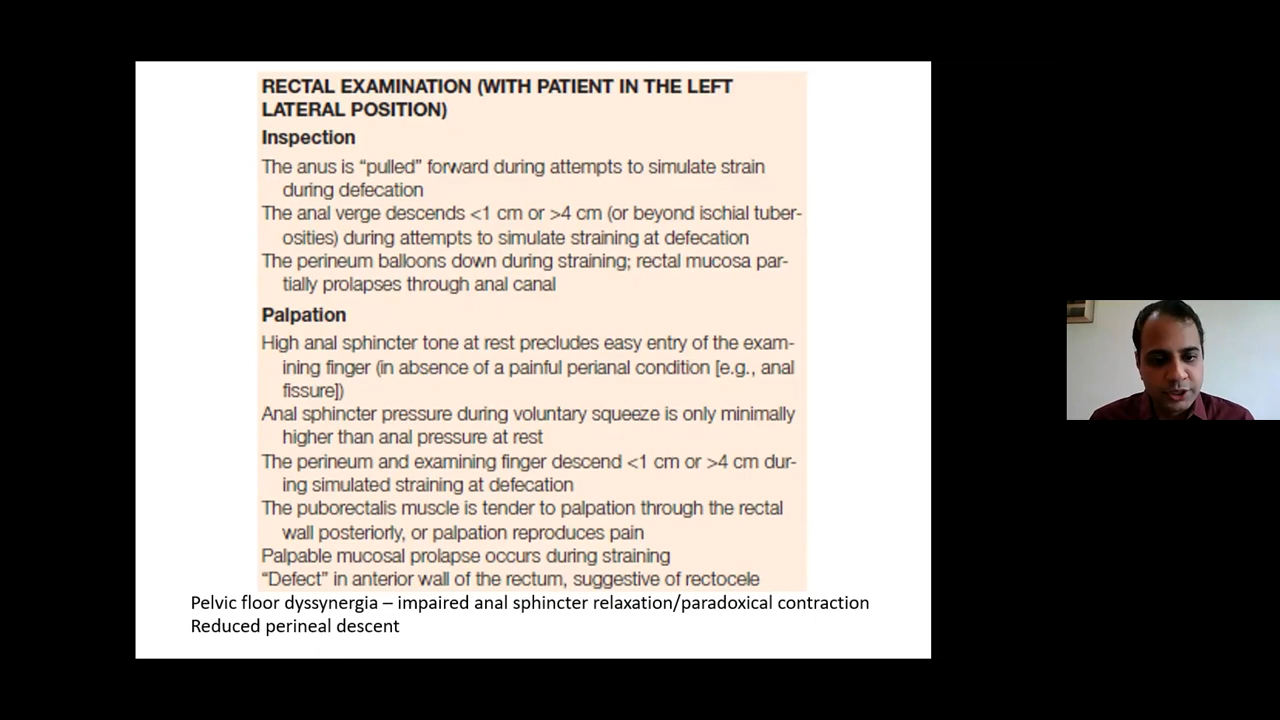 RECTAL EXAMINATION (WITH PATIENT IN THE LEFT
LATERAL POSITION)
Inspection
The anus is “pulled” forward during attempts to simulate strain
during defecation
The anal verge descends <1 cm or >4 cm (or beyond ischial tuber-
osities) during attempts to simulate straining at defecation
The perineum balloons down during straining; rectal mucosa par-
tially prolapses through anal canal
Palpation
High anal sphincter tone at rest precludes easy entry of the exam-
ining finger (in absence of a painful perianal condition [e.g., anal
fissure])
Anal sphincter pressure during voluntary squeeze is only minimally
higher than anal pressure at rest
The perineum and examining finger descend <1 cm or >4 cm dur-
ing simulated straining at defecation
The puborectalis muscle is tender to palpation through the rectal
wall posteriorly, or palpation reproduces pain
Palpable mucosal prolapse occurs during straining
“Defect” in anterior wall of the rectum, suggestive of rectocele
Pelvic floor dyssynergia – impaired anal sphincter relaxation/paradoxical contraction
Reduced perineal descent